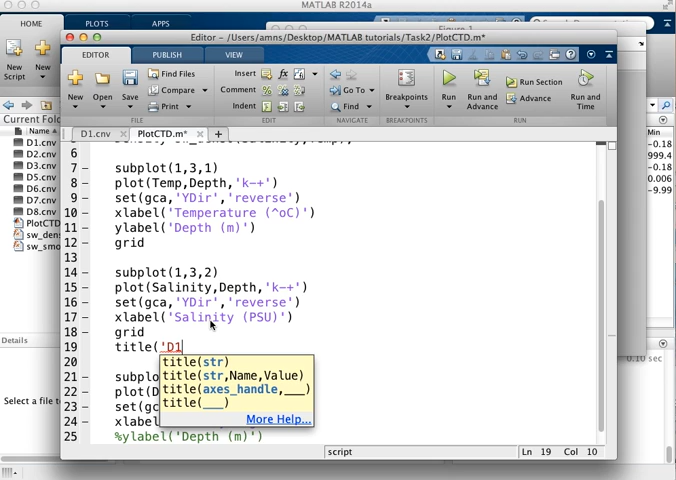 MATLAB R2014a
HOME PLOTS APPS
Editor - /Users/amns/Desktop/MATLAB tutorials/Task2/PlotCTD.m*
EDITOR PUBLISH VIEW
New Script
New
New Open Save
Find Files
Compare
Print
Insert
Comment
Indent
Go To
Find
Breakpoints
Run
Run and Advance
Run Section
Advance
Run and Time
FILE EDIT NAVIGATE BREAKPOINTS RUN
D1.cnv PlotCTD.m* +
Current Fold
Name
D1.cnv
D2.cnv
D3.cnv
D5.cnv
D6.cnv
D7.cnv
D8.cnv
PlotCTD
sw_dens
sw_smo
Details
Select a file t
Min
-0.18
999.4
-0.18
0.006
-9.99
0.10 sec
6
7 – subplot(1,3,1)
8 – plot(Temp,Depth,'k-+')
9 – set(gca,'YDir','reverse')
10 – xlabel('Temperature (^oC)')
11 – ylabel('Depth (m)')
12 – grid
13
14 – subplot(1,3,2)
15 – plot(Salinity,Depth,'k-+')
16 – set(gca,'YDir','reverse')
17 – xlabel('Salinity (PSU)')
18 – grid
19 title('D1
20
21 – subplo
22 – plot(D
23 – set(gc
24 – xlabel
25 %ylabel('Depth (m)')
title(str)
title(str,Name,Value)
title(axes_handle,___)
title(___)
More Help...
script Ln 19 Col 10